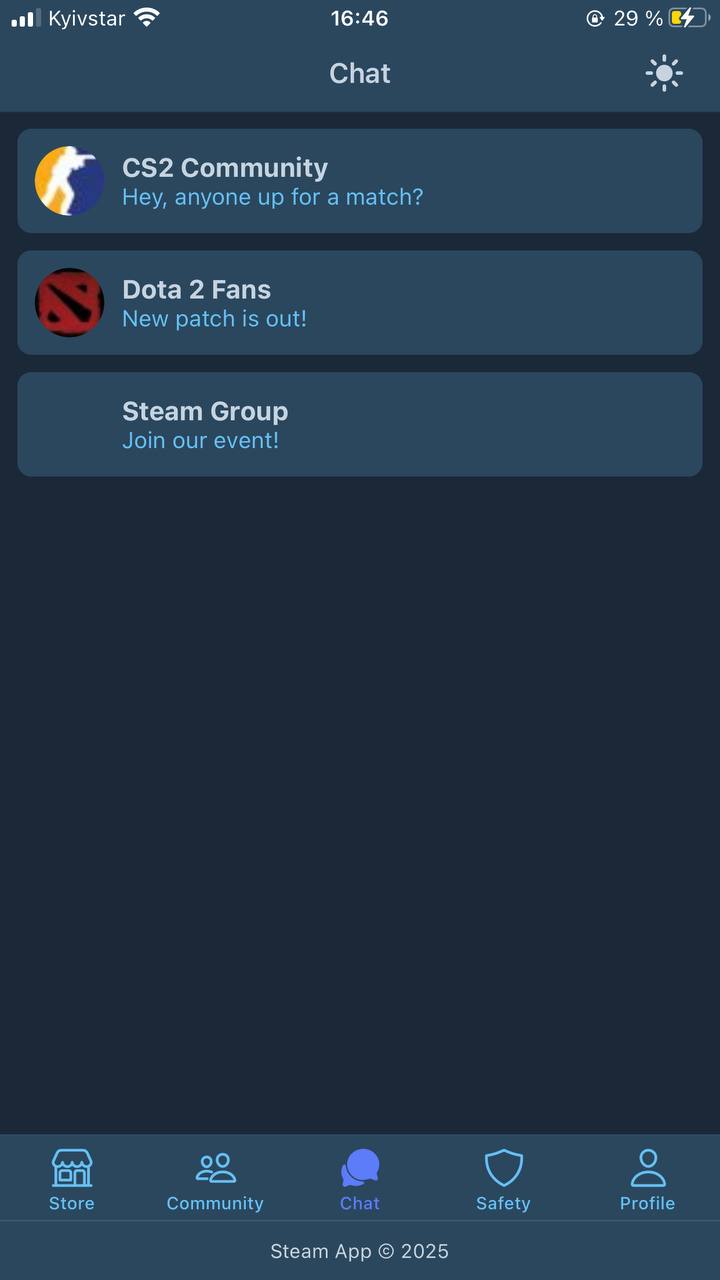 Kyivstar 16:46 29 %
Chat
CS2 Community
Hey, anyone up for a match?
Dota 2 Fans
New patch is out!
Steam Group
Join our event!
Store Community Chat Safety Profile
Steam App © 2025